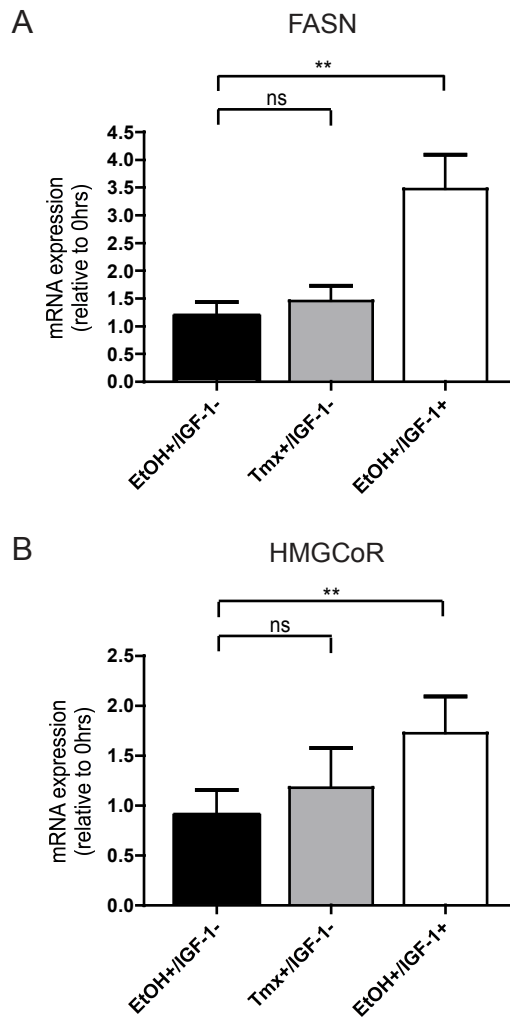 A
FASN
**
ns
mRNA expression
(relative to 0hrs)
4.5
4.0
3.5
3.0
2.5
2.0
1.5
1.0
0.5
0.0
EtOH+/IGF-1-
Tmx+/IGF-1-
EtOH+/IGF-1+
B
HMGCoR
**
ns
mRNA expression
(relative to 0hrs)
2.5
2.0
1.5
1.0
0.5
0.0
EtOH+/IGF-1-
Tmx+/IGF-1-
EtOH+/IGF-1+